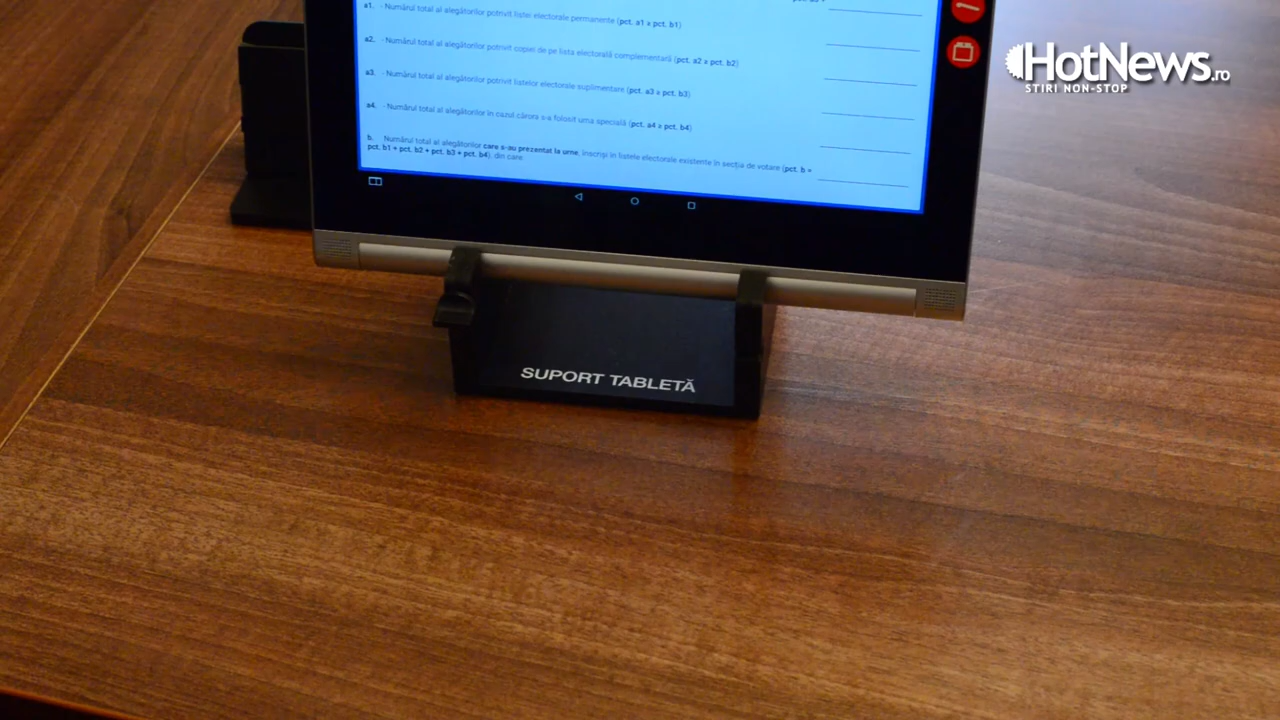 a1. - Numărul total al alegătorilor potrivit listei electorale permanente (pct. a1 ≥ pct. b1)
a2. - Numărul total al alegătorilor potrivit copiei de pe lista electorală complementară (pct. a2 ≥ pct. b2)
a3. - Numărul total al alegătorilor potrivit listelor electorale suplimentare (pct. a3 ≥ pct. b3)
a4. - Numărul total al alegătorilor în cazul cărora s-a folosit urna specială (pct. a4 ≥ pct. b4)
b. Numărul total al alegătorilor care s-au prezentat la urne, înscriși în listele electorale existente în secția de votare (pct. b =
pct. b1 + pct. b2 + pct. b3 + pct. b4), din care:
SUPORT TABLETĂ
HotNews.ro
STIRI NON-STOP